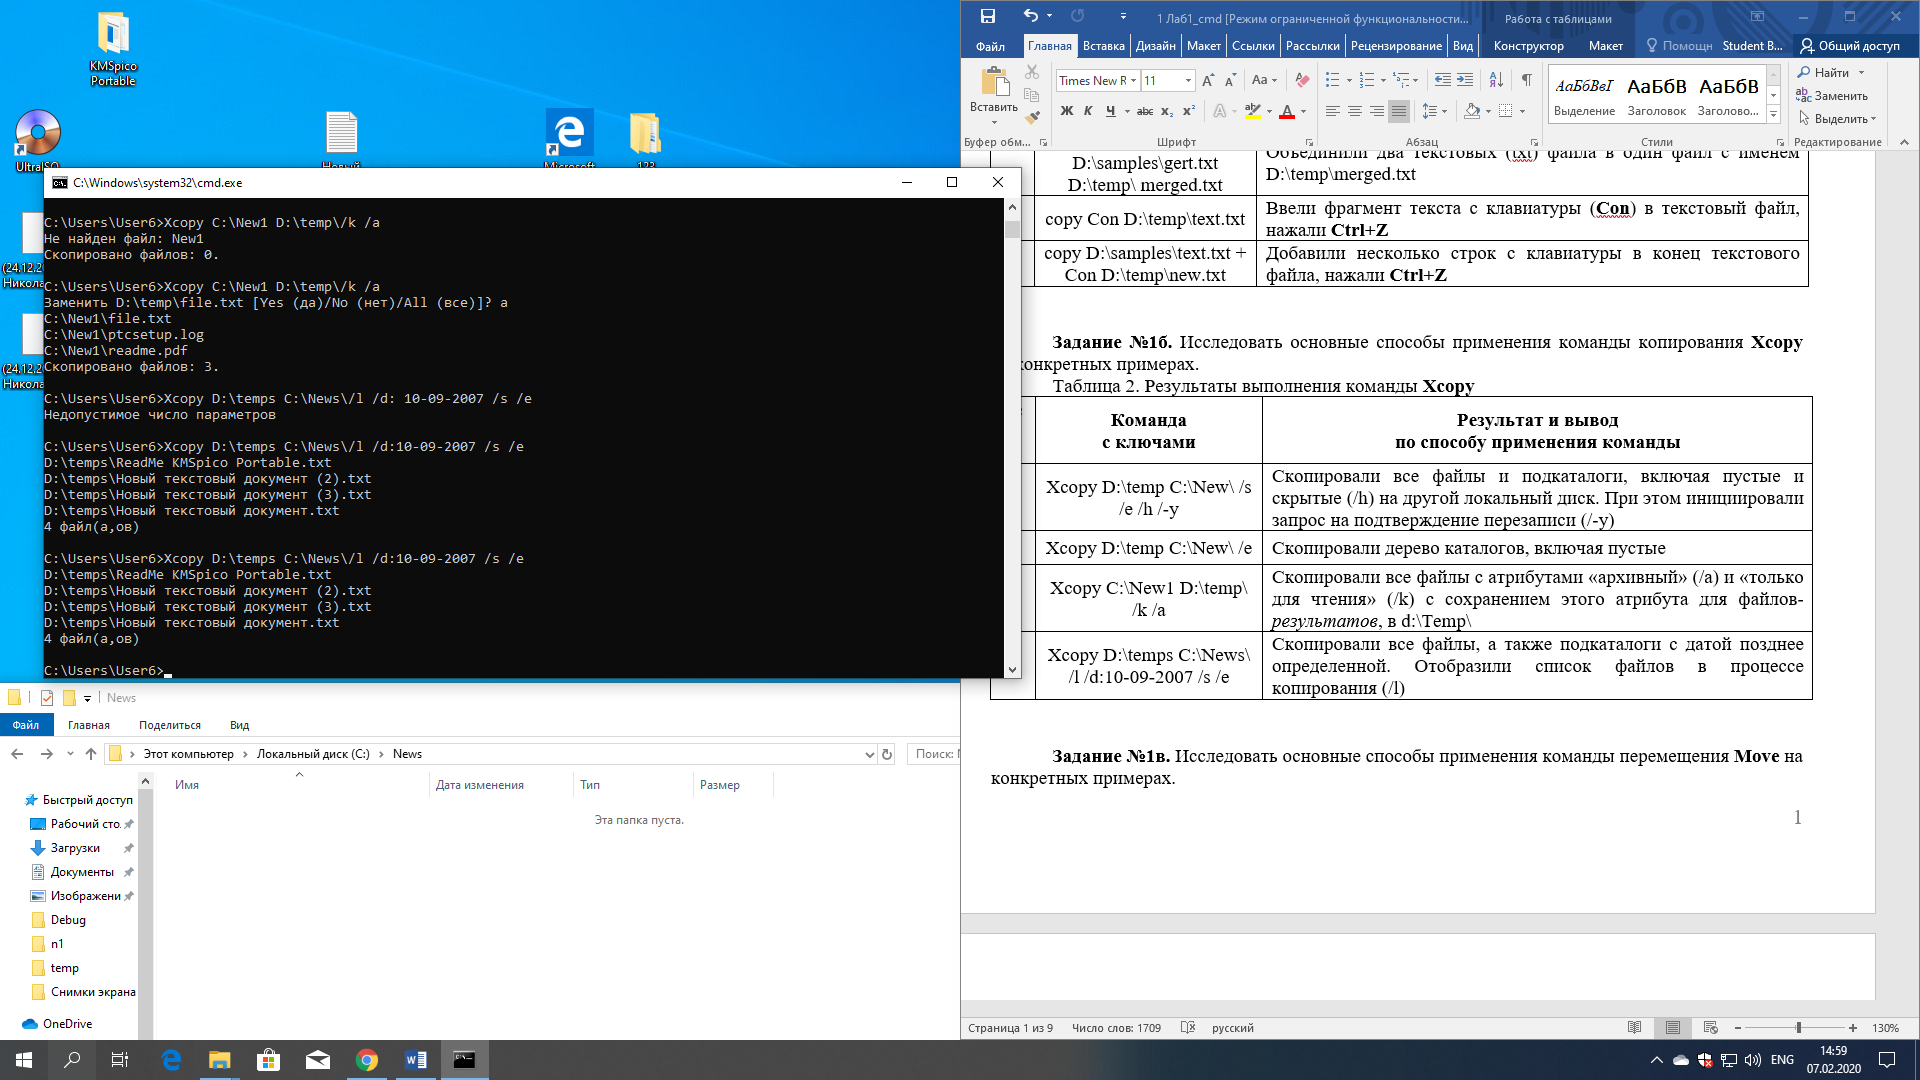 KMSpico
Portable
UltraISO
Новый
Microsoft
123
(24.12.20
Никола
(24.12.20
Никола
C:\Windows\system32\cmd.exe
C:\Users\User6>Xcopy C:\New1 D:\temp\/k /a
Не найден файл: New1
Скопировано файлов: 0.
C:\Users\User6>Xcopy C:\New1 D:\temp\/k /a
Заменить D:\temp\file.txt [Yes (да)/No (нет)/All (все)]? a
C:\New1\file.txt
C:\New1\ptcsetup.log
C:\New1\readme.pdf
Скопировано файлов: 3.
C:\Users\User6>Xcopy D:\temps C:\News\/l /d: 10-09-2007 /s /e
Недопустимое число параметров
C:\Users\User6>Xcopy D:\temps C:\News\/l /d:10-09-2007 /s /e
D:\temps\ReadMe KMSpico Portable.txt
D:\temps\Новый текстовый документ (2).txt
D:\temps\Новый текстовый документ (3).txt
D:\temps\Новый текстовый документ.txt
4 файл(а,ов)
C:\Users\User6>Xcopy D:\temps C:\News\/l /d:10-09-2007 /s /e
D:\temps\ReadMe KMSpico Portable.txt
D:\temps\Новый текстовый документ (2).txt
D:\temps\Новый текстовый документ (3).txt
D:\temps\Новый текстовый документ.txt
4 файл(а,ов)
C:\Users\User6>
News
Файл Главная Поделиться Вид
Этот компьютер > Локальный диск (C:) > News
Поиск:
Имя Дата изменения Тип Размер
Эта папка пуста.
Быстрый доступ
Рабочий сто.
Загрузки
Документы
Изображени
Debug
n1
temp
Снимки экрана
OneDrive
1 Лаб1_cmd [Режим ограниченной функциональности...
Работа с таблицами
Файл Главная Вставка Дизайн Макет Ссылки Рассылки Рецензирование Вид Конструктор Макет Помощн Student B... Общий доступ
Вставить
Times New R 11
Ж К Ч abc x₂ x²
Aa
АаБбВвІ АаБбВ АаБбВ
Выделение Заголовок Заголово...
Найти
Заменить
Выделить
Буфер обм... Шрифт Абзац Стили Редактирование
D:\samples\gert.txt
D:\temp\ merged.txt
Объединили два текстовых (txt) файла в один файл с именем
D:\temp\merged.txt
copy Con D:\temp\text.txt
Ввели фрагмент текста с клавиатуры (Con) в текстовый файл,
нажали Ctrl+Z
copy D:\samples\text.txt +
Con D:\temp\new.txt
Добавили несколько строк с клавиатуры в конец текстового
файла, нажали Ctrl+Z
Задание №1б. Исследовать основные способы применения команды копирования Xcopy
конкретных примерах.
Таблица 2. Результаты выполнения команды Xcopy
Команда
с ключами
Результат и вывод
по способу применения команды
Xcopy D:\temp C:\New\ /s
/e /h /-y
Скопировали все файлы и подкаталоги, включая пустые и
скрытые (/h) на другой локальный диск. При этом инициировали
запрос на подтверждение перезаписи (/-y)
Xcopy D:\temp C:\New\ /e
Скопировали дерево каталогов, включая пустые
Xcopy C:\New1 D:\temp\
/k /a
Скопировали все файлы с атрибутами «архивный» (/a) и «только
для чтения» (/k) с сохранением этого атрибута для файлов-
результатов, в d:\Temp\
Xcopy D:\temps C:\News\
/l /d:10-09-2007 /s /e
Скопировали все файлы, а также подкаталоги с датой позднее
определенной. Отобразили список файлов в процессе
копирования (/l)
Задание №1в. Исследовать основные способы применения команды перемещения Move на
конкретных примерах.
1
Страница 1 из 9 Число слов: 1709 русский
130%
ENG
14:59
07.02.2020